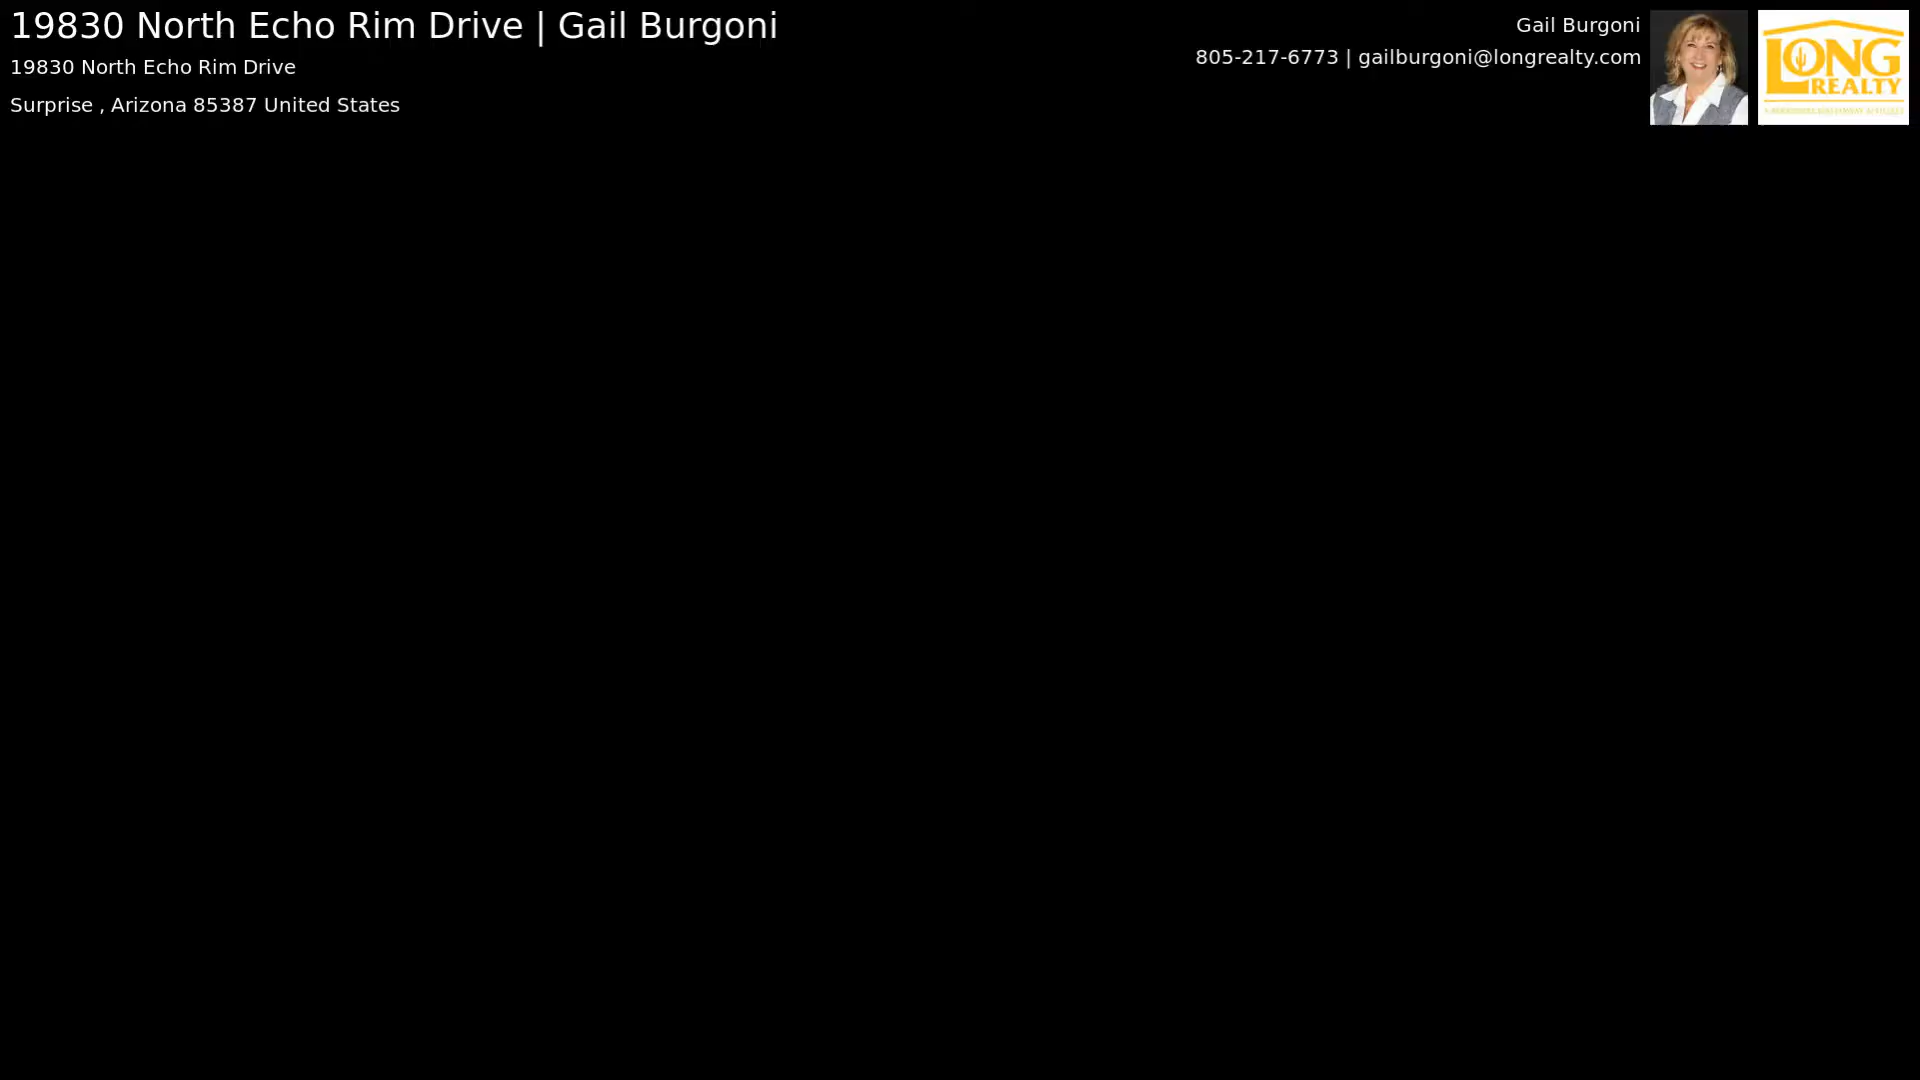 19830 North Echo Rim Drive | Gail Burgoni
19830 North Echo Rim Drive
Surprise , Arizona 85387 United States
Gail Burgoni
805-217-6773 | gailburgoni@longrealty.com
LONG
REALTY